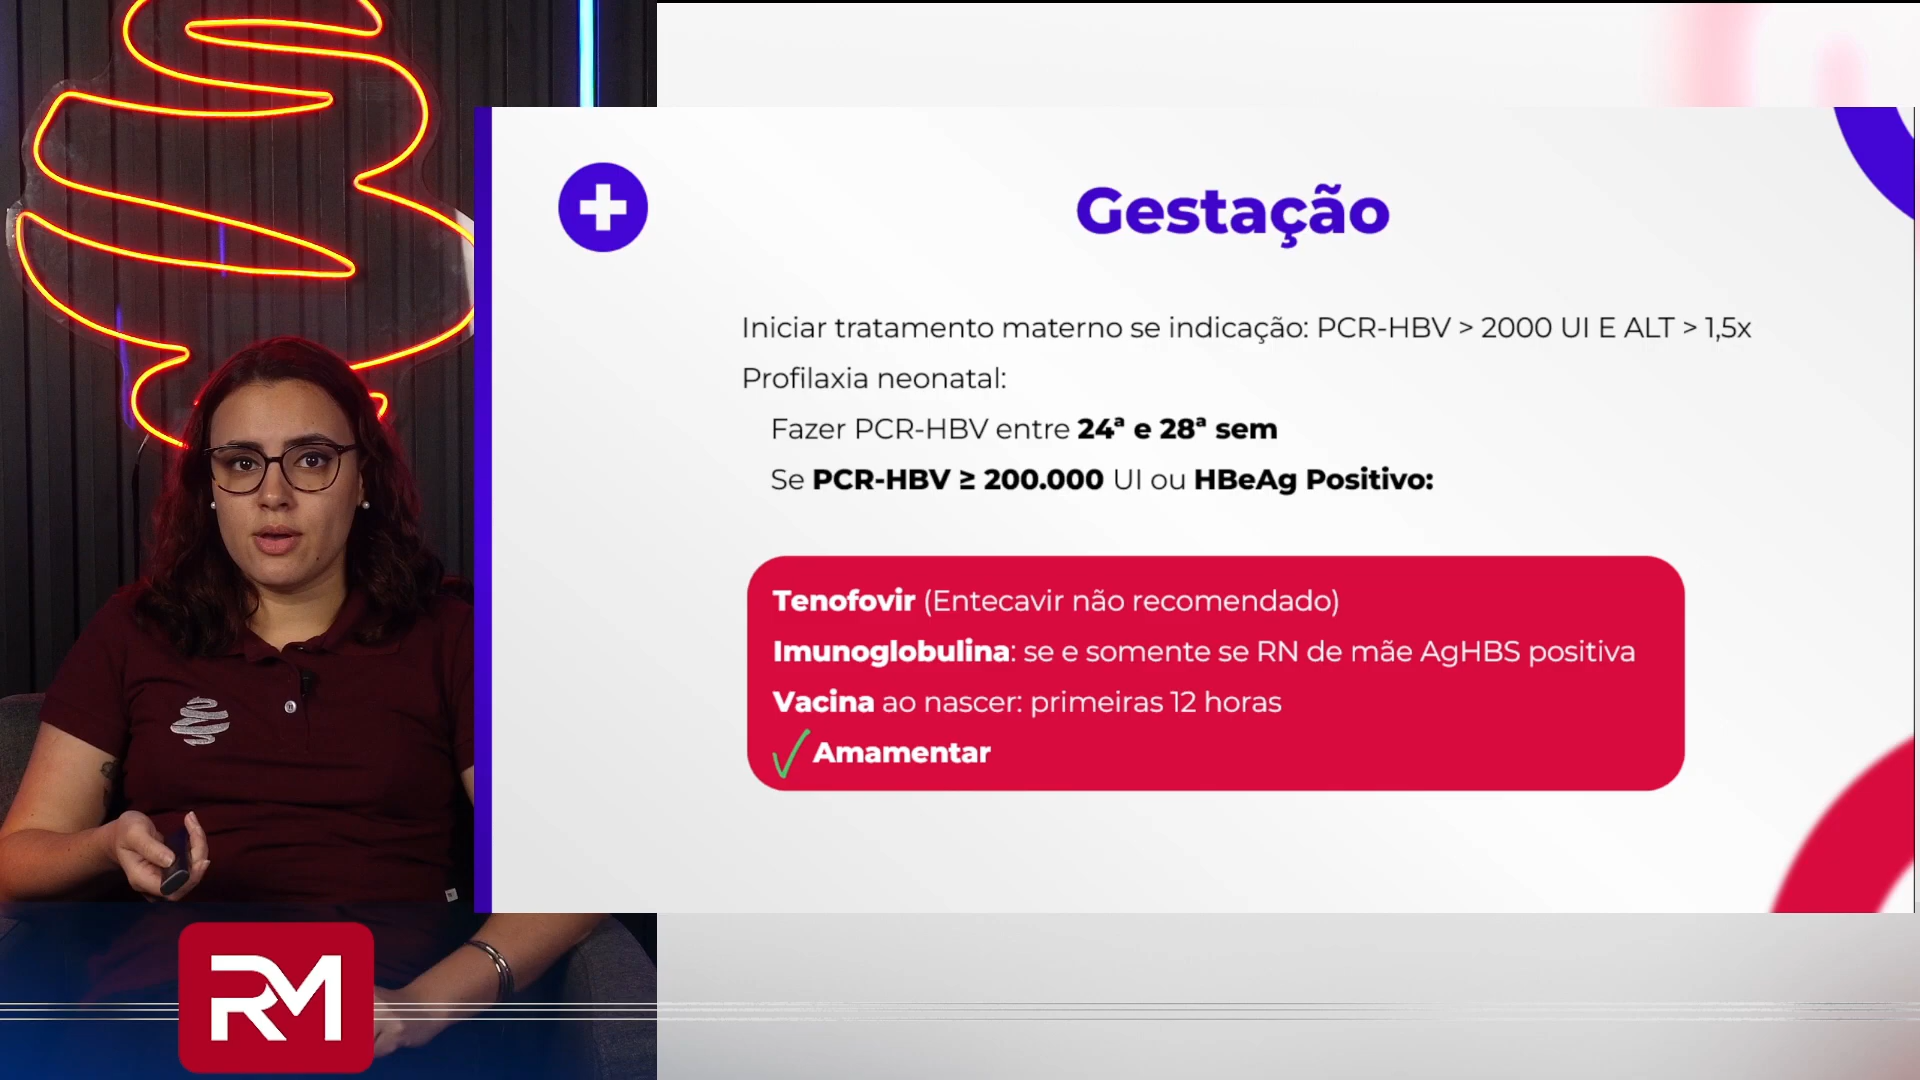 Gestação
Iniciar tratamento materno se indicação: PCR-HBV > 2000 UI E ALT > 1,5x
Profilaxia neonatal:
Fazer PCR-HBV entre 24ª e 28ª sem
Se PCR-HBV ≥ 200.000 UI ou HBeAg Positivo:
Tenofovir (Entecavir não recomendado)
Imunoglobulina: se e somente se RN de mãe AgHBS positiva
Vacina ao nascer: primeiras 12 horas
Amamentar
RM